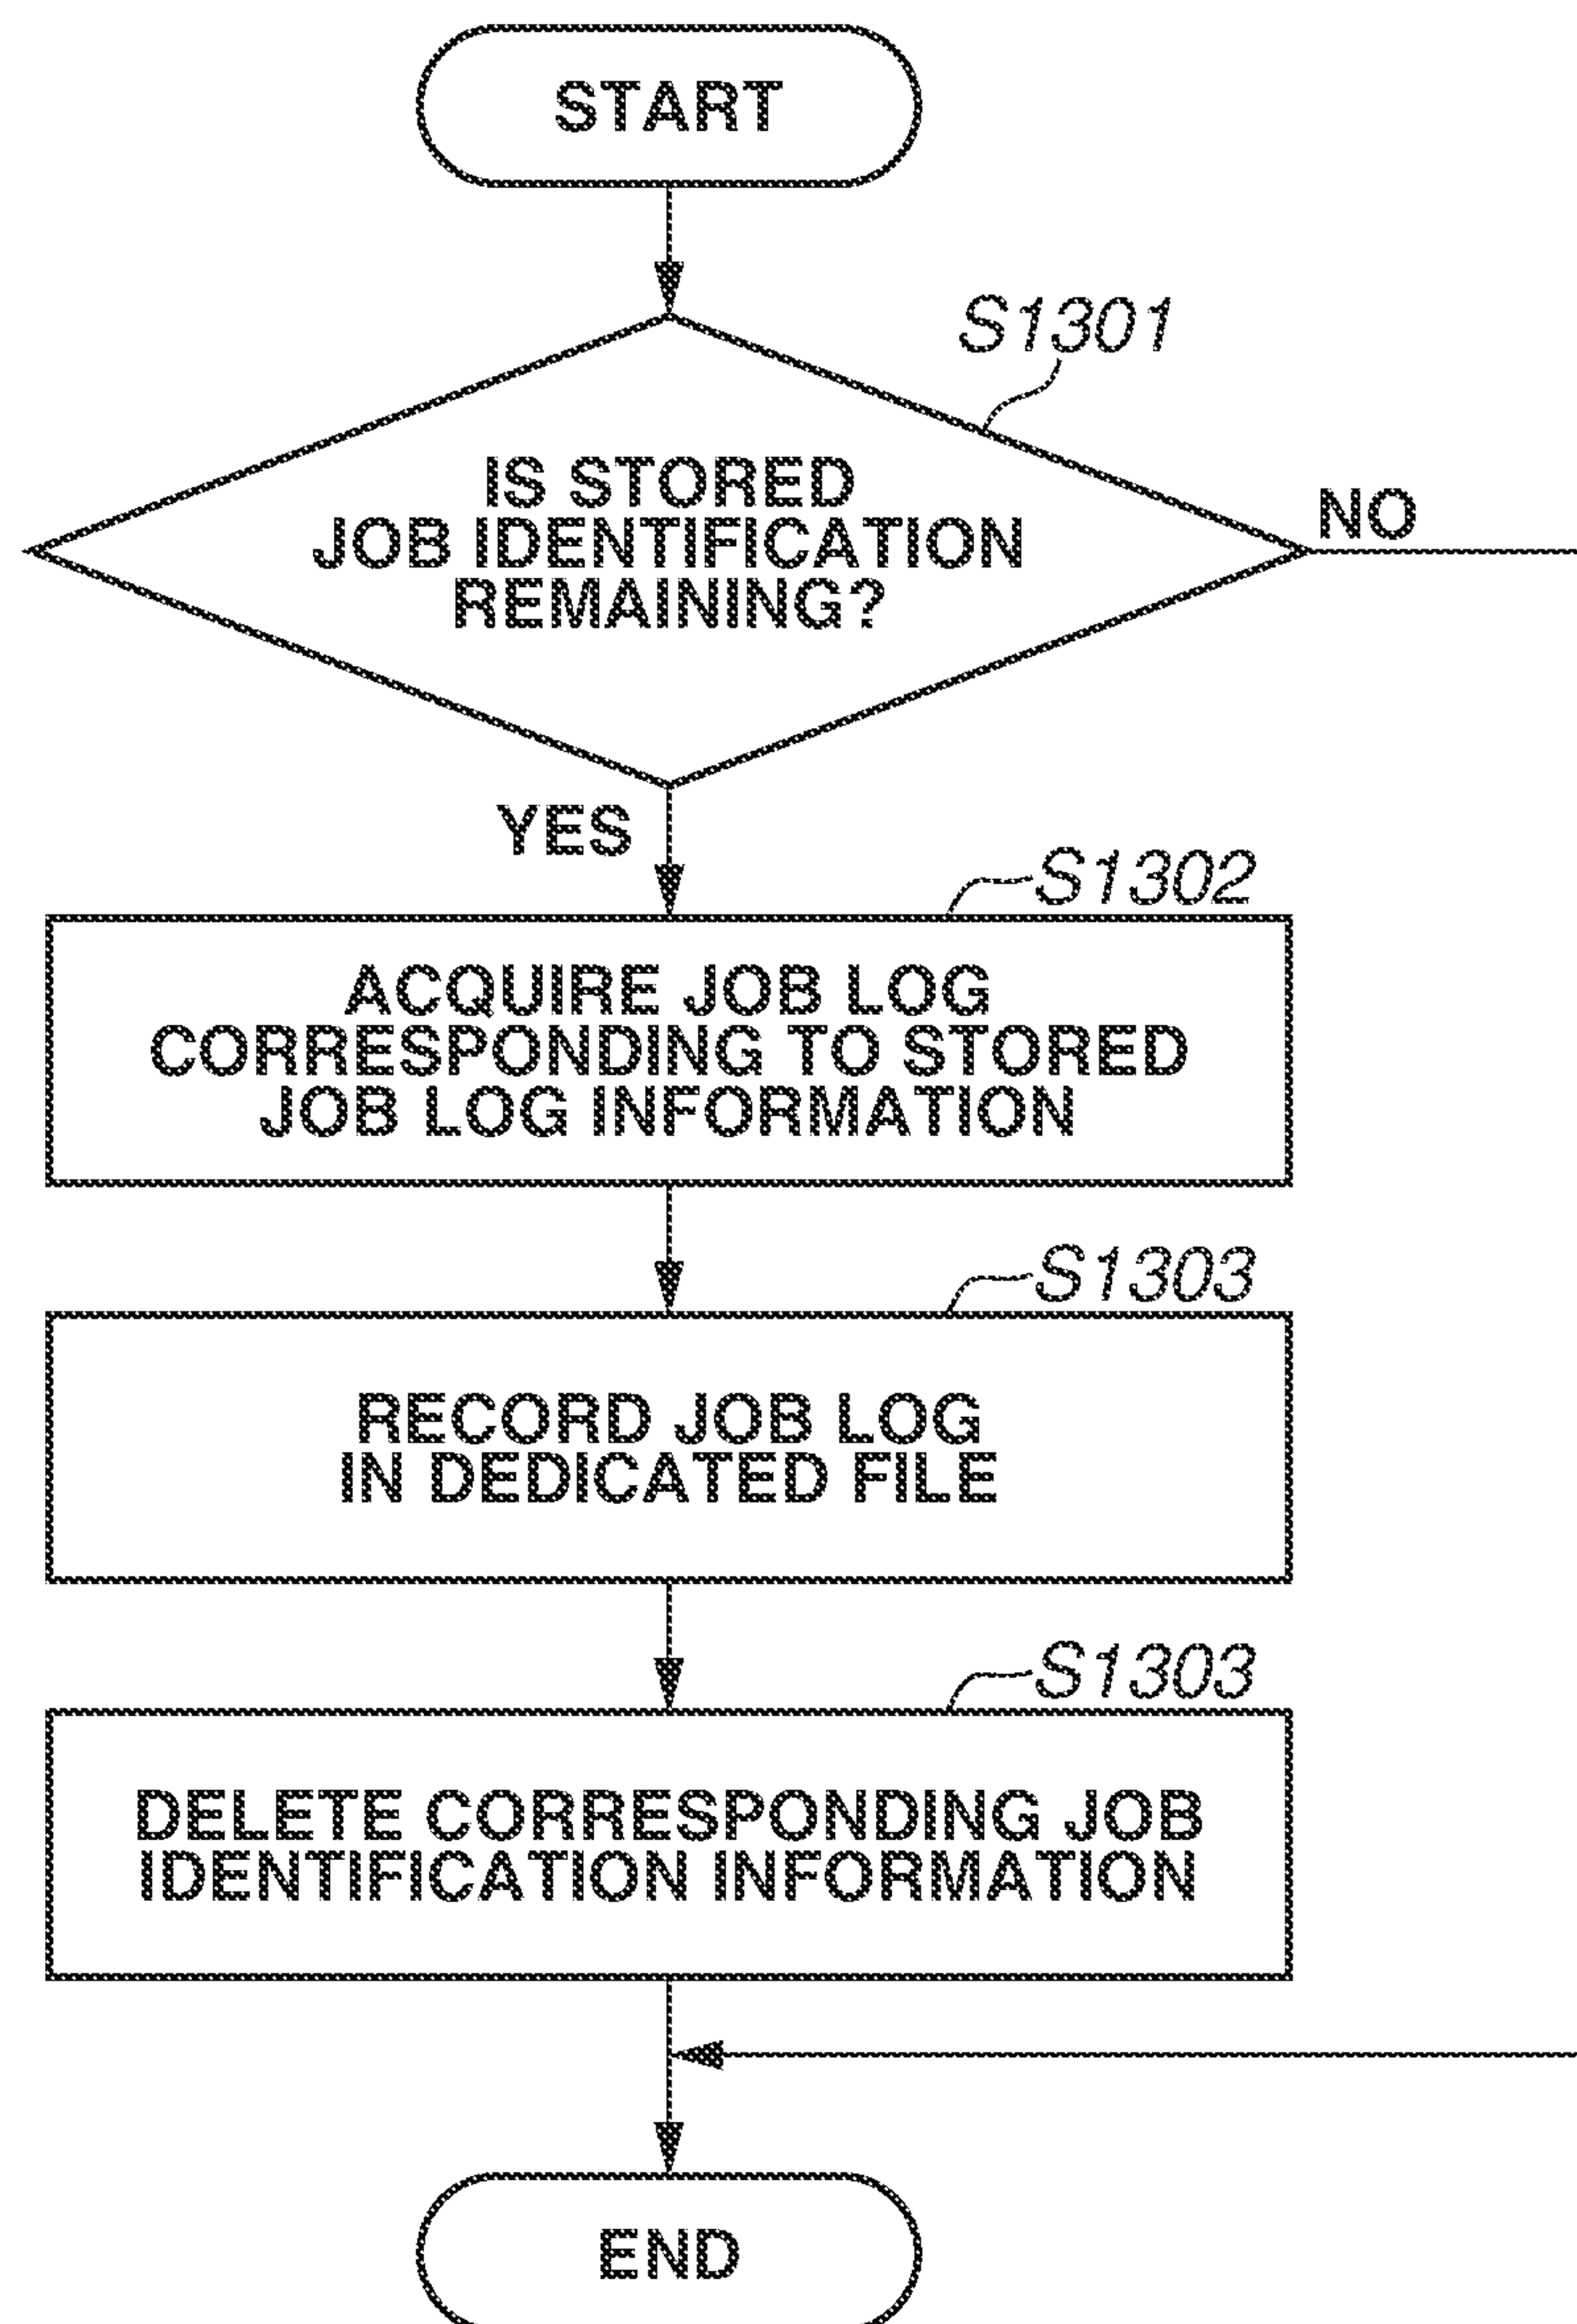 START
S1301
IS STORED
JOB IDENTIFICATION
REMAINING?
NO
YES
S1302
ACQUIRE JOB LOG
CORRESPONDING TO STORED
JOB LOG INFORMATION
S1303
RECORD JOB LOG
IN DEDICATED FILE
S1303
DELETE CORRESPONDING JOB
IDENTIFICATION INFORMATION
END